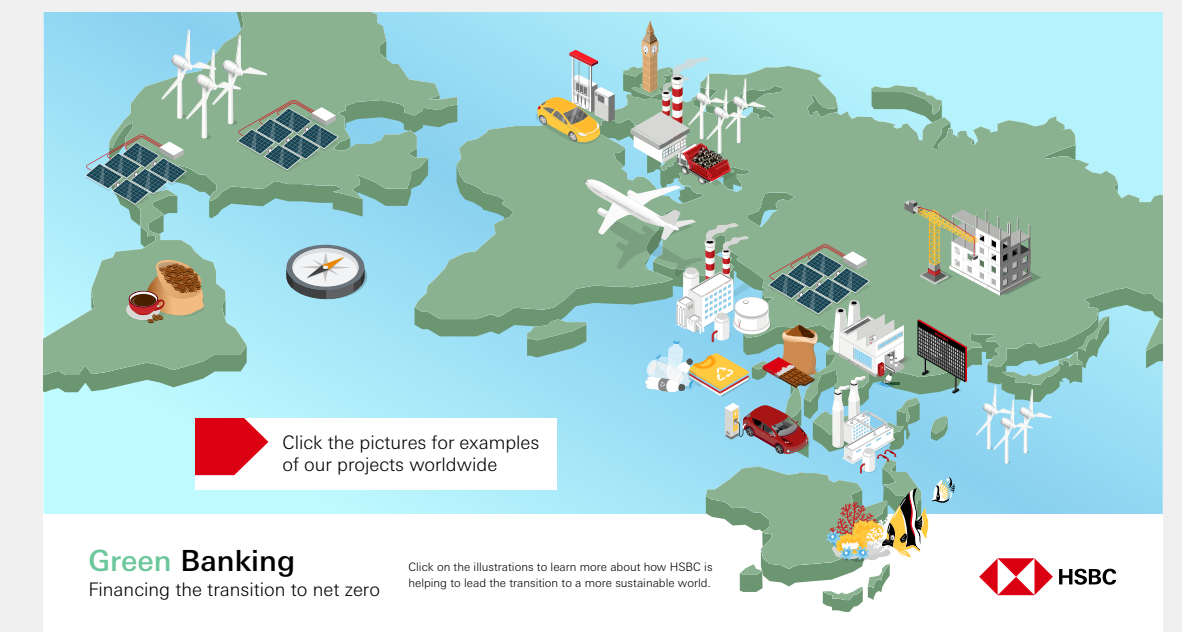 Click the pictures for examples
of our projects worldwide
Green Banking
Financing the transition to net zero
Click on the illustrations to learn more about how HSBC is
helping to lead the transition to a more sustainable world.
HSBC